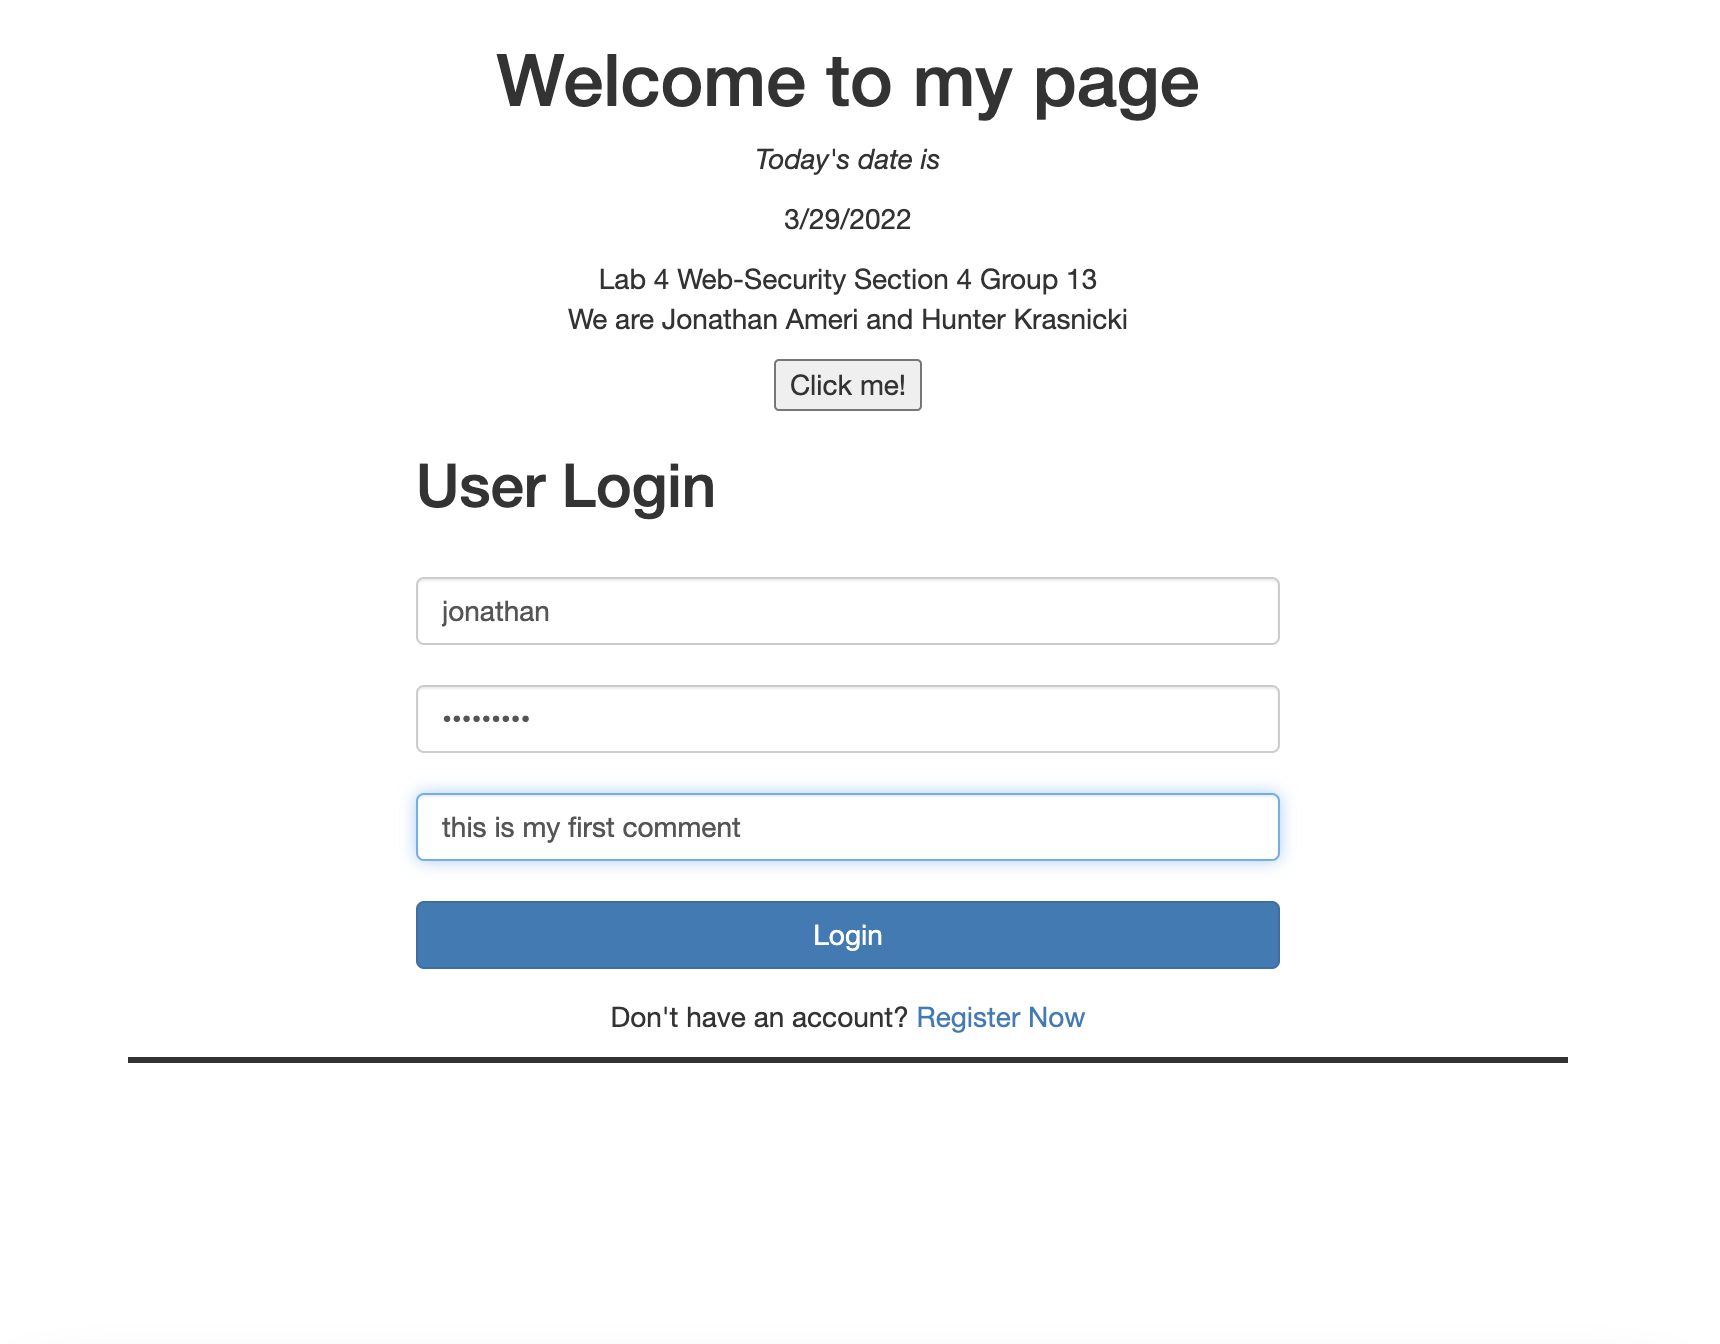 Welcome to my page
Today's date is
3/29/2022
Lab 4 Web-Security Section 4 Group 13
We are Jonathan Ameri and Hunter Krasnicki
Click me!
User Login
jonathan
•••••••••
this is my first comment
Login
Don't have an account? Register Now